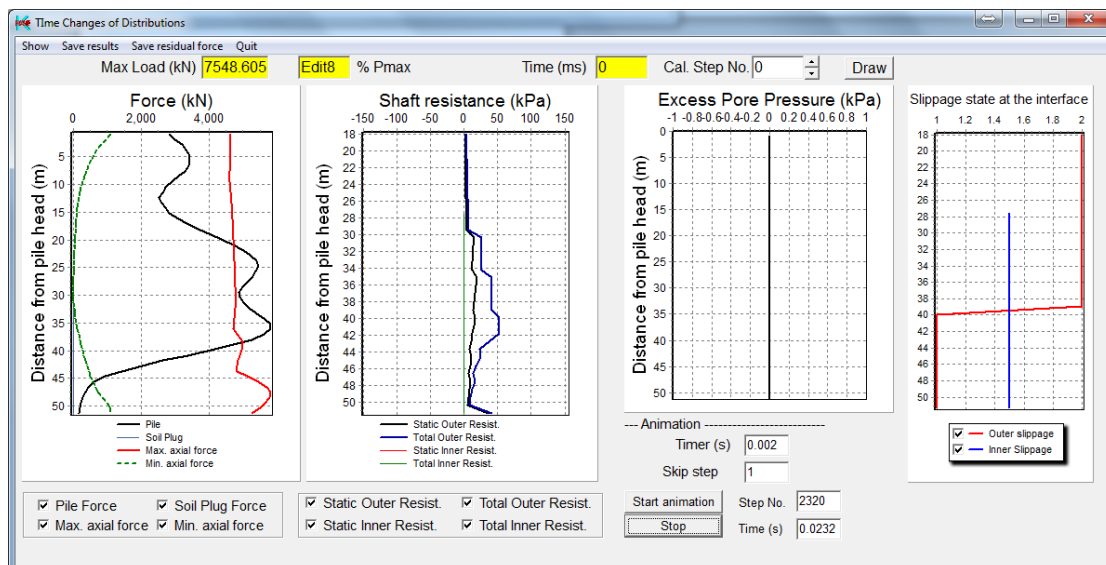 TIme Changes of Distributions
Show Save results Save residual force Quit
Max Load (kN) 7548.605 Edit8 % Pmax Time (ms) 0 Cal. Step No. 0 Draw
Force (kN)
0 2,000 4,000
Distance from pile head (m)
5
10
15
20
25
30
35
40
45
50
Pile
Soil Plug
Max. axial force
Min. axial force
Pile Force Soil Plug Force
Max. axial force Min. axial force
Shaft resistance (kPa)
-150 -100 -50 0 50 100 150
Distance from pile head (m)
18
20
22
24
26
28
30
32
34
36
38
40
42
44
46
48
50
Static Outer Resist.
Total Outer Resist.
Static Inner Resist.
Total Inner Resist.
Static Outer Resist. Total Outer Resist.
Static Inner Resist. Total Inner Resist.
Excess Pore Pressure (kPa)
-1 -0.8 -0.6 -0.4 -0.2 0 0.2 0.4 0.6 0.8 1
Distance from pile head (m)
0
5
10
15
20
25
30
35
40
45
50
--- Animation -----------------------
Timer (s) 0.002
Skip step 1
Start animation Step No. 2320
Stop Time (s) 0.0232
Slippage state at the interface
1 1.2 1.4 1.6 1.8 2
18
20
22
24
26
28
30
32
34
36
38
40
42
44
46
48
50
Outer slippage
Inner Slippage